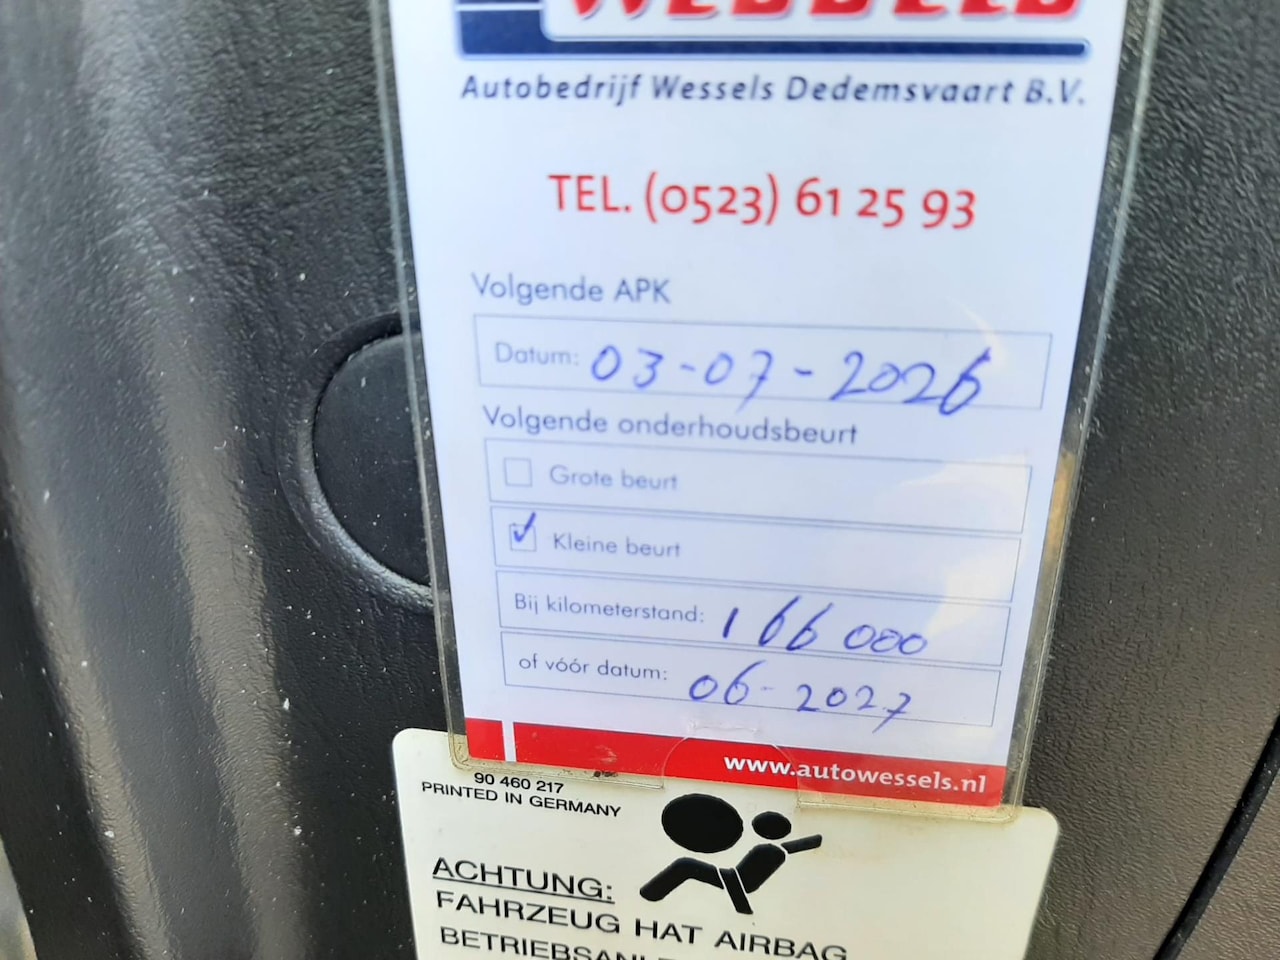 WESSELS
Autobedrijf Wessels Dedemsvaart B.V.
TEL. (0523) 61 25 93
Volgende APK
Datum: 03-07-2026
Volgende onderhoudsbeurt
Grote beurt
Kleine beurt
Bij kilometerstand: 166 000
of vóór datum: 06-2027
www.autowessels.nl
90 460 217
PRINTED IN GERMANY
ACHTUNG:
FAHRZEUG HAT AIRBAG